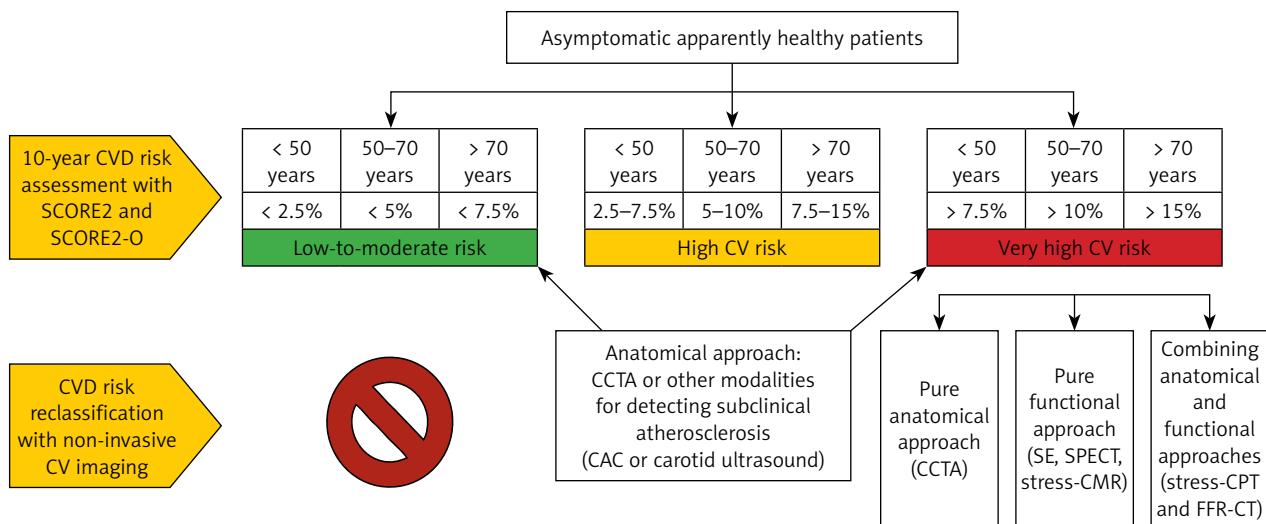 Asymptomatic apparently healthy patients
10-year CVD risk
assessment with
SCORE2 and
SCORE2-O
< 50
years
50–70
years
> 70
years
< 2.5%
< 5%
< 7.5%
Low-to-moderate risk
< 50
years
50–70
years
> 70
years
2.5–7.5%
5–10%
7.5–15%
High CV risk
< 50
years
50–70
years
> 70
years
> 7.5%
> 10%
> 15%
Very high CV risk
CVD risk
reclassification
with non-invasive
CV imaging
Anatomical approach:
CCTA or other modalities
for detecting subclinical
atherosclerosis
(CAC or carotid ultrasound)
Pure
anatomical
approach
(CCTA)
Pure
functional
approach
(SE, SPECT,
stress-CMR)
Combining
anatomical
and
functional
approaches
(stress-CPT
and FFR-CT)